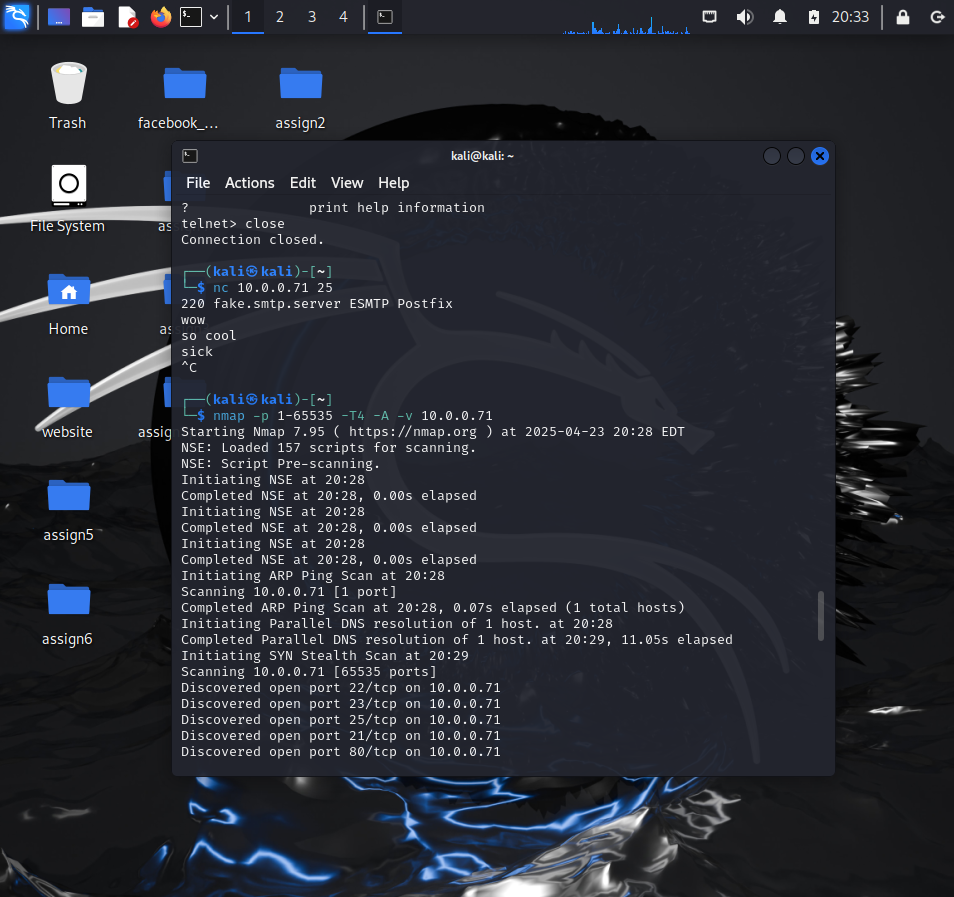 1 2 3 4
20:33
Trash
facebook_...
assign2
File System
as
Home
as
website
assig
assign5
assign6
kali@kali: ~
File Actions Edit View Help
? print help information
telnet> close
Connection closed.
┌──(kali㉿kali)-[~]
└─$ nc 10.0.0.71 25
220 fake.smtp.server ESMTP Postfix
wow
so cool
sick
^C
┌──(kali㉿kali)-[~]
└─$ nmap -p 1-65535 -T4 -A -v 10.0.0.71
Starting Nmap 7.95 ( https://nmap.org ) at 2025-04-23 20:28 EDT
NSE: Loaded 157 scripts for scanning.
NSE: Script Pre-scanning.
Initiating NSE at 20:28
Completed NSE at 20:28, 0.00s elapsed
Initiating NSE at 20:28
Completed NSE at 20:28, 0.00s elapsed
Initiating NSE at 20:28
Completed NSE at 20:28, 0.00s elapsed
Initiating ARP Ping Scan at 20:28
Scanning 10.0.0.71 [1 port]
Completed ARP Ping Scan at 20:28, 0.07s elapsed (1 total hosts)
Initiating Parallel DNS resolution of 1 host. at 20:28
Completed Parallel DNS resolution of 1 host. at 20:29, 11.05s elapsed
Initiating SYN Stealth Scan at 20:29
Scanning 10.0.0.71 [65535 ports]
Discovered open port 22/tcp on 10.0.0.71
Discovered open port 23/tcp on 10.0.0.71
Discovered open port 25/tcp on 10.0.0.71
Discovered open port 21/tcp on 10.0.0.71
Discovered open port 80/tcp on 10.0.0.71